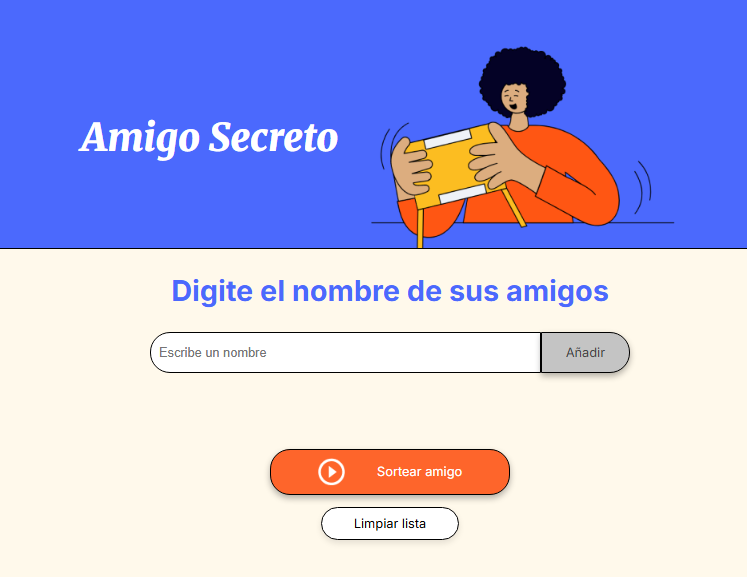 Amigo Secreto
Digite el nombre de sus amigos
Escribe un nombre
Añadir
Sortear amigo
Limpiar lista